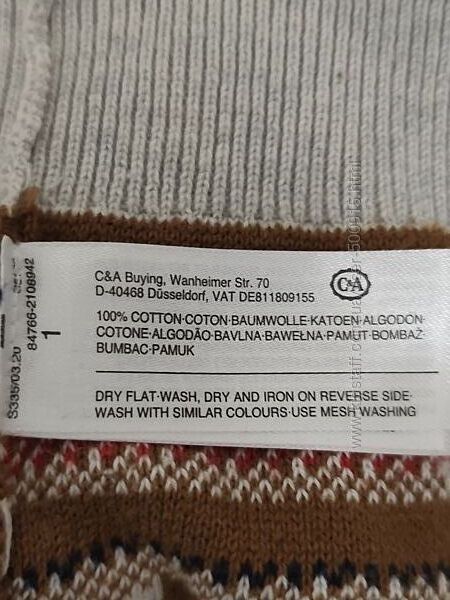 C&A Buying, Wanheimer Str. 70
D-40468 Düsseldorf, VAT DE811809155
C&A
100% COTTON·COTON·BAUMWOLLE·KATOEN·ALGODON·
COTONE·ALGODÃO·BAVLNA·BAWEŁNA·PAMUT·BOMBAŽ·
BUMBAC·PAMUK
DRY FLAT·WASH, DRY AND IRON ON REVERSE SIDE·
WASH WITH SIMILAR COLOURS·USE MESH WASHING
S335/03.20
84766-2108942
1